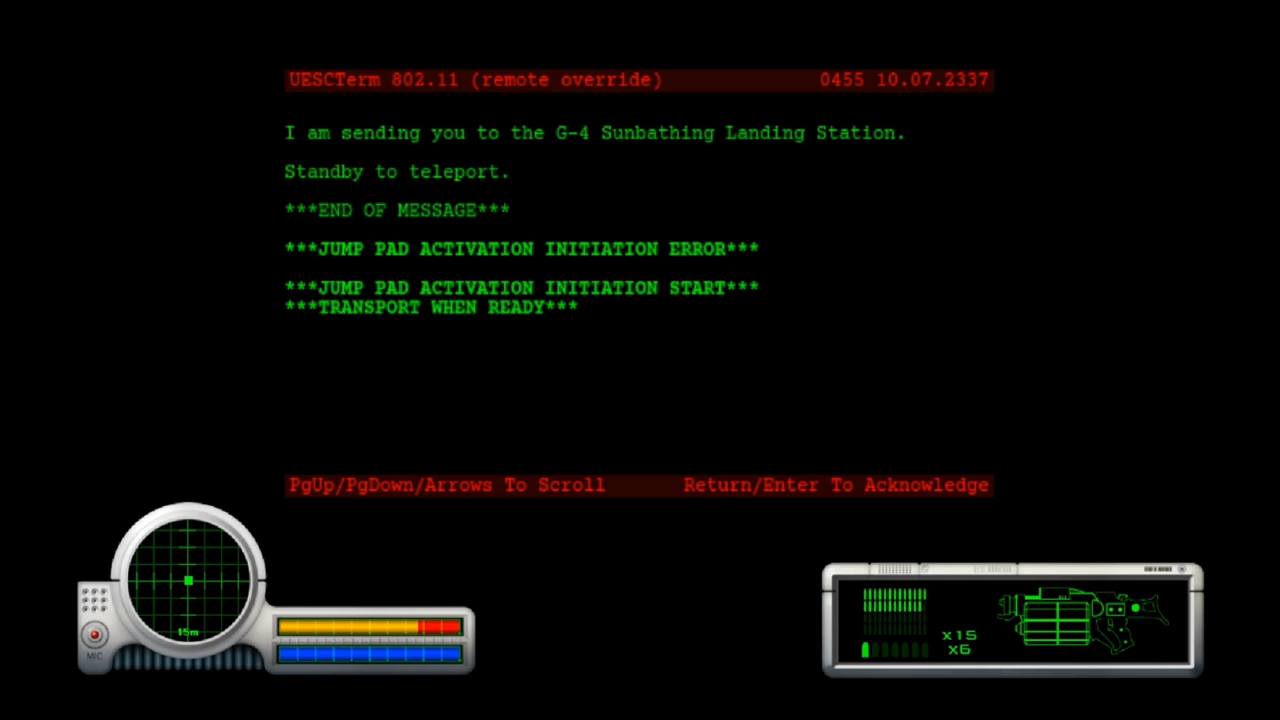 UESCTerm 802.11 (remote override) 0455 10.07.2337
I am sending you to the G-4 Sunbathing Landing Station.
Standby to teleport.
***END OF MESSAGE***
***JUMP PAD ACTIVATION INITIATION ERROR***
***JUMP PAD ACTIVATION INITIATION START***
***TRANSPORT WHEN READY***
PgUp/PgDown/Arrows To Scroll Return/Enter To Acknowledge
15m
MIC
x15
x6